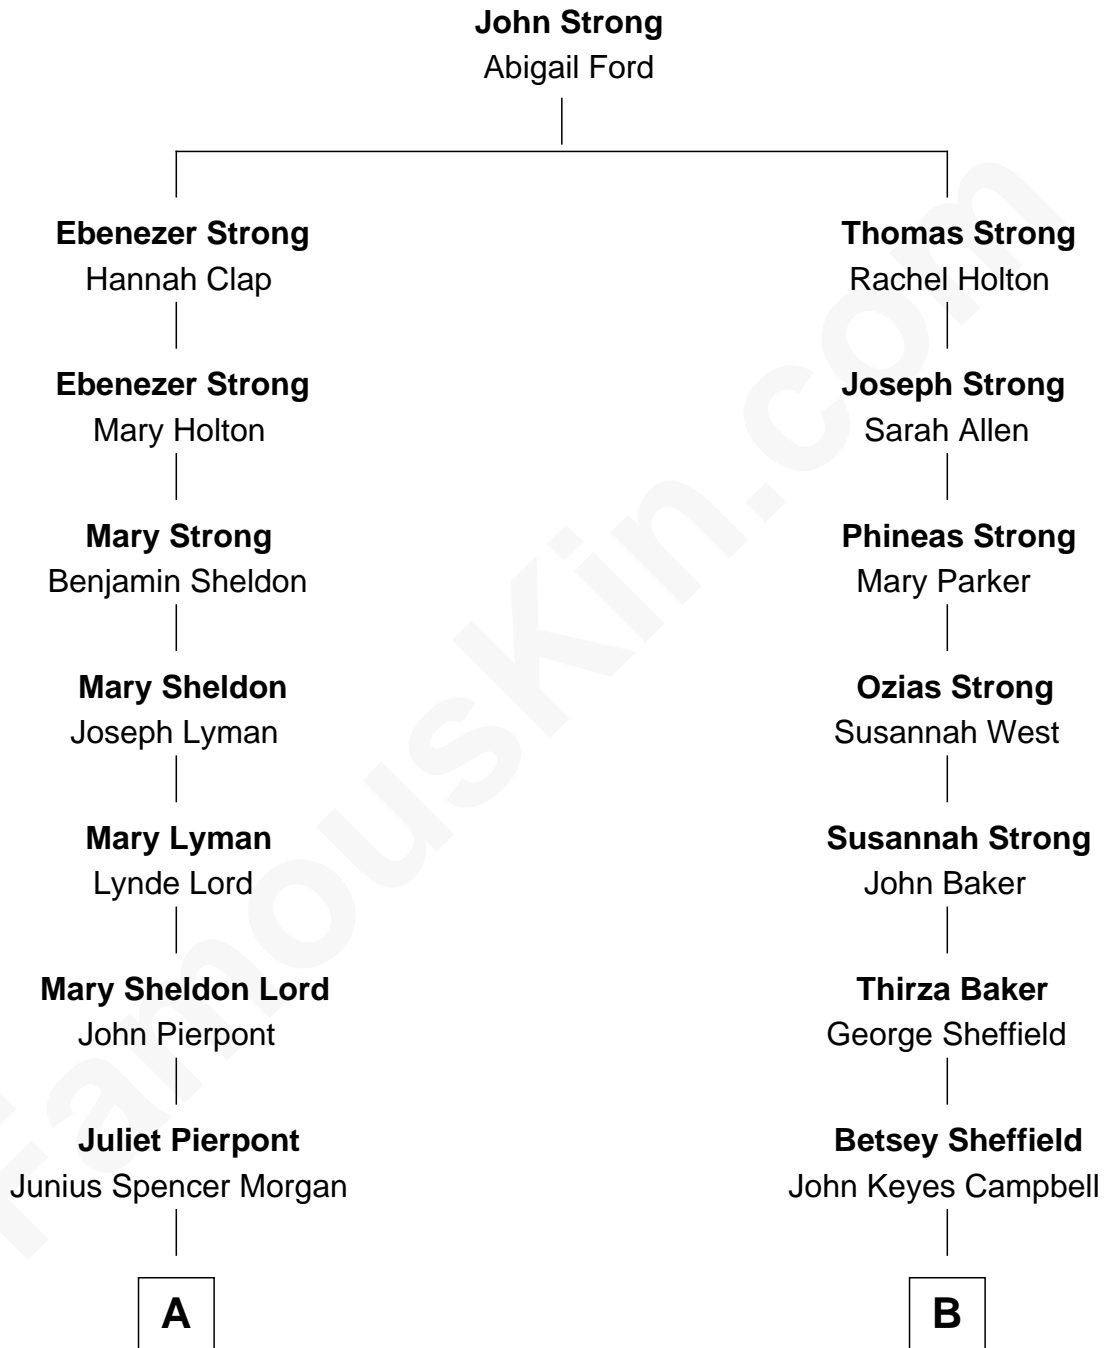 John Strong
Abigail Ford
Ebenezer Strong
Hannah Clap
Thomas Strong
Rachel Holton
Ebenezer Strong
Mary Holton
Joseph Strong
Sarah Allen
Mary Strong
Benjamin Sheldon
Phineas Strong
Mary Parker
Mary Sheldon
Joseph Lyman
Ozias Strong
Susannah West
Mary Lyman
Lynde Lord
Susannah Strong
John Baker
Mary Sheldon Lord
John Pierpont
Thirza Baker
George Sheffield
Juliet Pierpont
Junius Spencer Morgan
Betsey Sheffield
John Keyes Campbell
A
B
FamousKin.com